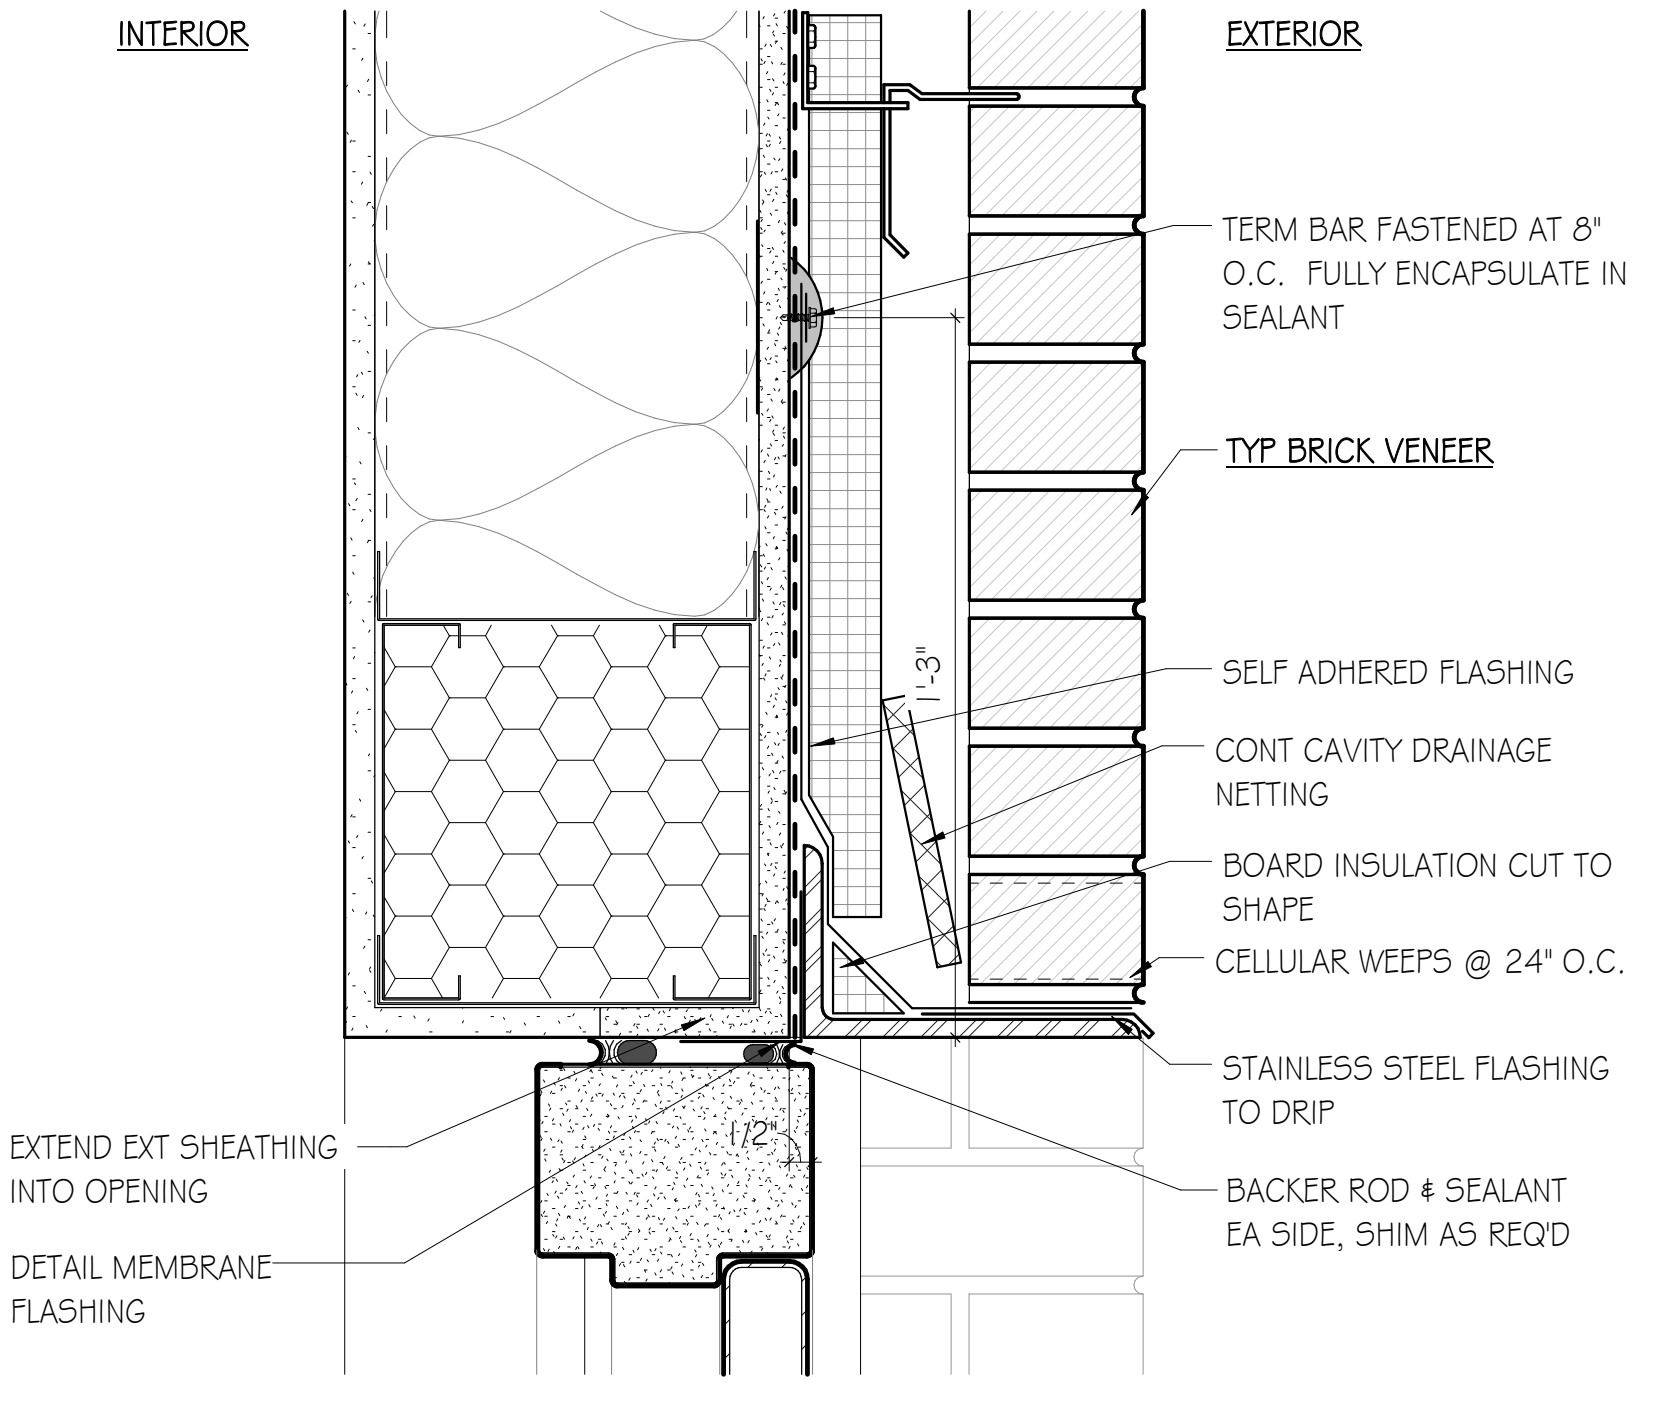 INTERIOR
EXTERIOR
TERM BAR FASTENED AT 8"
O.C. FULLY ENCAPSULATE IN
SEALANT
TYP BRICK VENEER
1'-3"
SELF ADHERED FLASHING
CONT CAVITY DRAINAGE
NETTING
BOARD INSULATION CUT TO
SHAPE
CELLULAR WEEPS @ 24" O.C.
STAINLESS STEEL FLASHING
TO DRIP
1/2"
EXTEND EXT SHEATHING
INTO OPENING
BACKER ROD & SEALANT
EA SIDE, SHIM AS REQ'D
DETAIL MEMBRANE
FLASHING